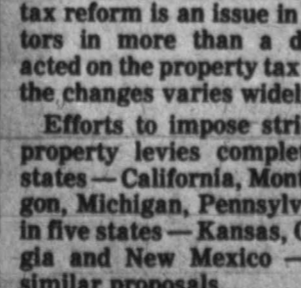 tax reform is an issue in
tors in more than a d
acted on the property tax
the changes varies widel
Efforts to impose stri
property levies comple
states — California, Mon
gon, Michigan, Pennsylv
in five states — Kansas,
gia and New Mexico —
similar proposals